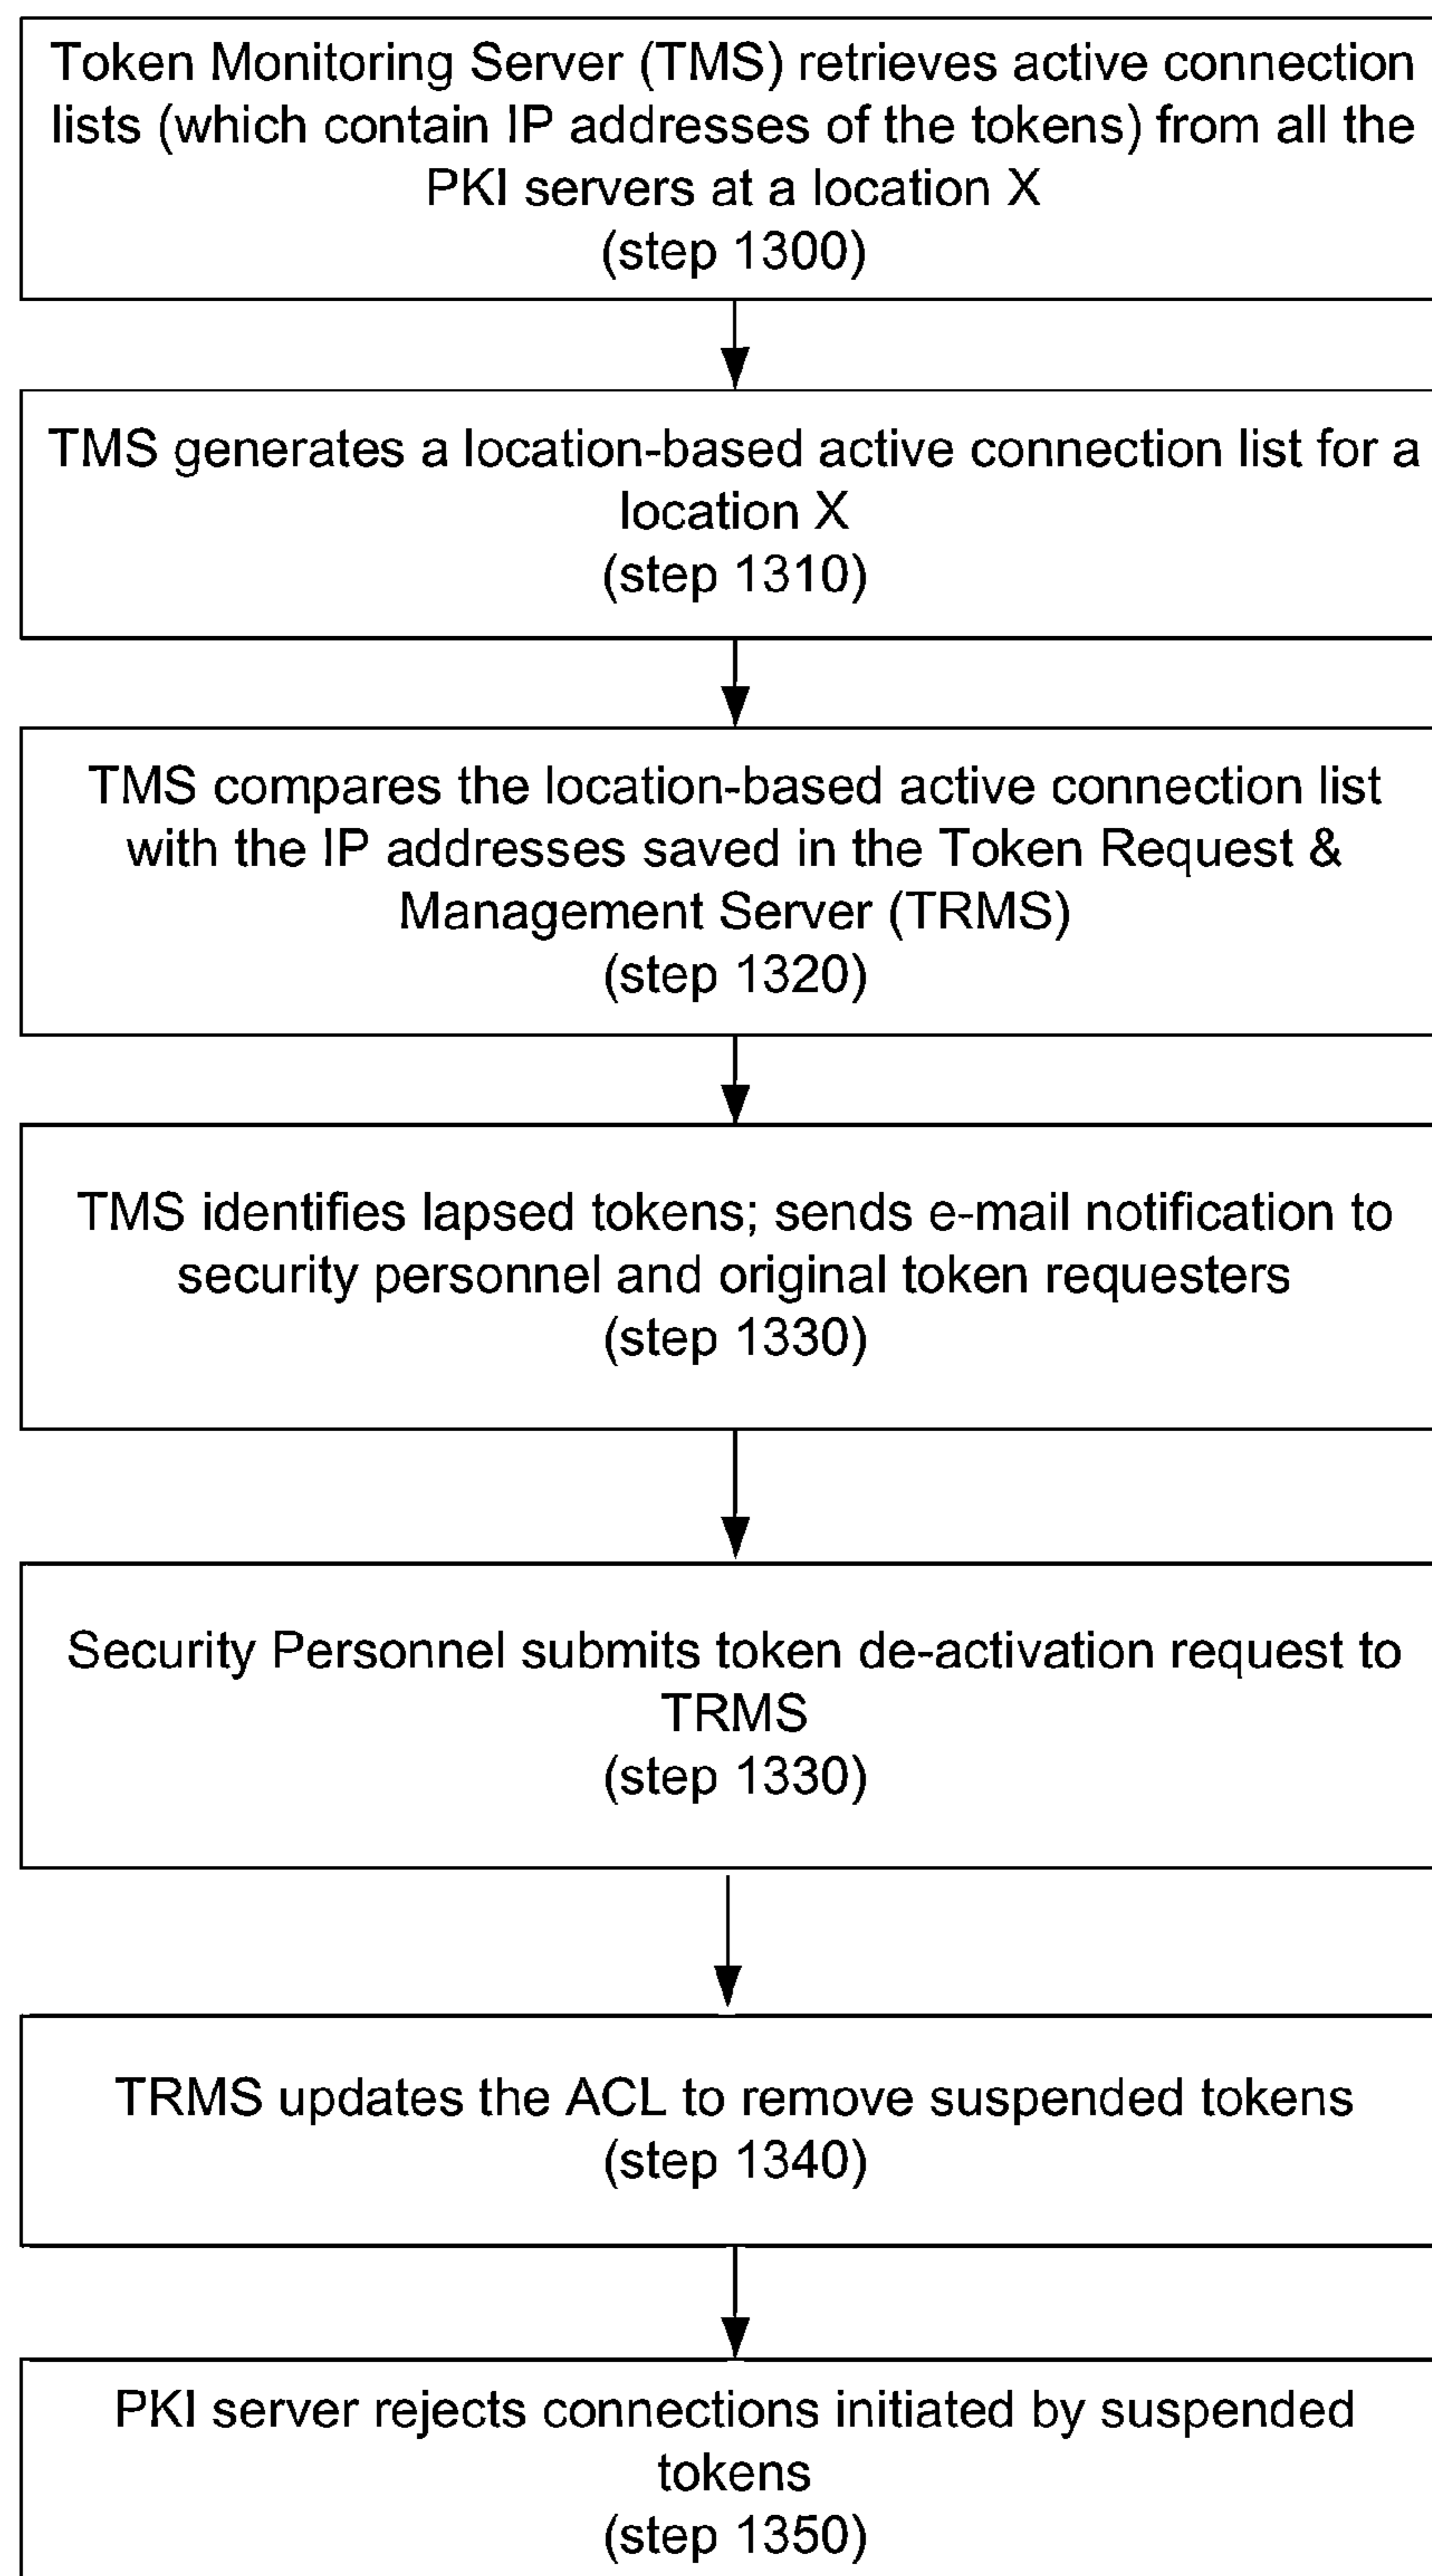 Token Monitoring Server (TMS) retrieves active connection
lists (which contain IP addresses of the tokens) from all the
PKI servers at a location X
(step 1300)
TMS generates a location-based active connection list for a
location X
(step 1310)
TMS compares the location-based active connection list
with the IP addresses saved in the Token Request &
Management Server (TRMS)
(step 1320)
TMS identifies lapsed tokens; sends e-mail notification to
security personnel and original token requesters
(step 1330)
Security Personnel submits token de-activation request to
TRMS
(step 1330)
TRMS updates the ACL to remove suspended tokens
(step 1340)
PKI server rejects connections initiated by suspended
tokens
(step 1350)